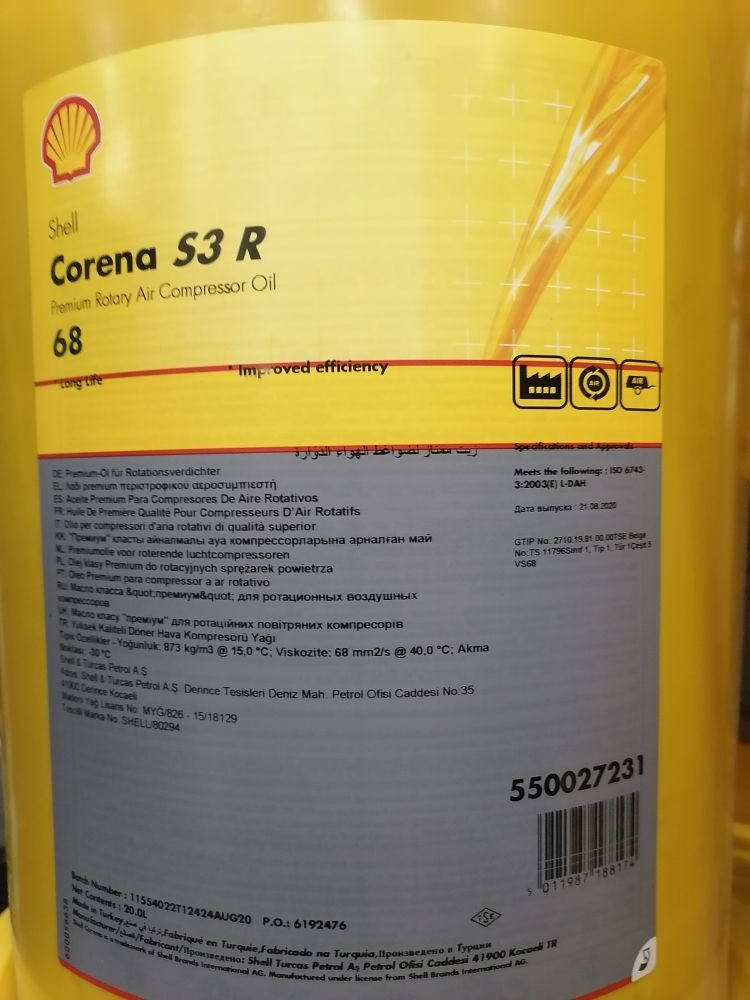 Shell
Corena S3 R
Premium Rotary Air Compressor Oil
68
* Long Life
* Improved efficiency
AIR
AIR
زيت ممتاز لضواغط الهواء الدوارة
Specifications and Approvals
DE: Premium-Öl für Rotationsverdichter
EL: Λάδι premium περιστροφικού αεροσυμπιεστή
ES: Aceite Premium Para Compresores De Aire Rotativos
FR: Huile De Première Qualité Pour Compresseurs D'Air Rotatifs
IT: Olio per compressori d'aria rotativi di qualità superior
KK: "Премиум" класты айналмалы ауа компрессорларына арналған май
NL: Premiumolie voor roterende luchtcompressoren
PL: Olej klasy Premium do rotacyjnych sprężarek powietrza
PT: Óleo Premium para compressor a ar rotativo
RU: Масло класса &quot;премиум&quot; для ротационных воздушных
компрессоров
UK: Масло класу "преміум" для ротаційних повітряних компресорів
TR: Yüksek Kaliteli Döner Hava Kompresörü Yağı
Tipik Özellikler - Yoğunluk: 873 kg/m3 @ 15,0 °C; Viskozite: 68 mm2/s @ 40,0 °C; Akma
Noktası: -30 °C
Shell & Turcas Petrol A.Ş.
Adres: Shell & Turcas Petrol A.Ş. Derince Tesisleri Deniz Mah. Petrol Ofisi Caddesi No:35
41900 Derince Kocaeli
Madeni Yağ Lisans No: MYĞ/826 - 15/18129
Tescilli Marka No: SHELL/80294
Meets the following: : ISO 6743-
3:2003(E) L-DAH
Дата выпуска : 21.08.2020
GTIP No: 2710.19.81.00.00TSE Belge
No:TS 11796Sınıf 1, Tip 1, Tür 1Çeşit 5
VS68
550027231
5 011987 188174
Batch Number : 11554022T12424AUG20 P.O.: 6192476
Net Contents : 20.0L
TSE
Made in Turkey, صنع في تركيا, Fabriqué en Turquie, Fabricado na Turquia, Произведено в Турции
Manufacturer/الصانع/Fabricant/Произведено: Shell Turcas Petrol Aş Petrol Ofisi Caddesi 41900 Kocaeli TR
Shell Corena is a trademark of Shell Brands International AG. Manufactured under license from Shell Brands International AG.